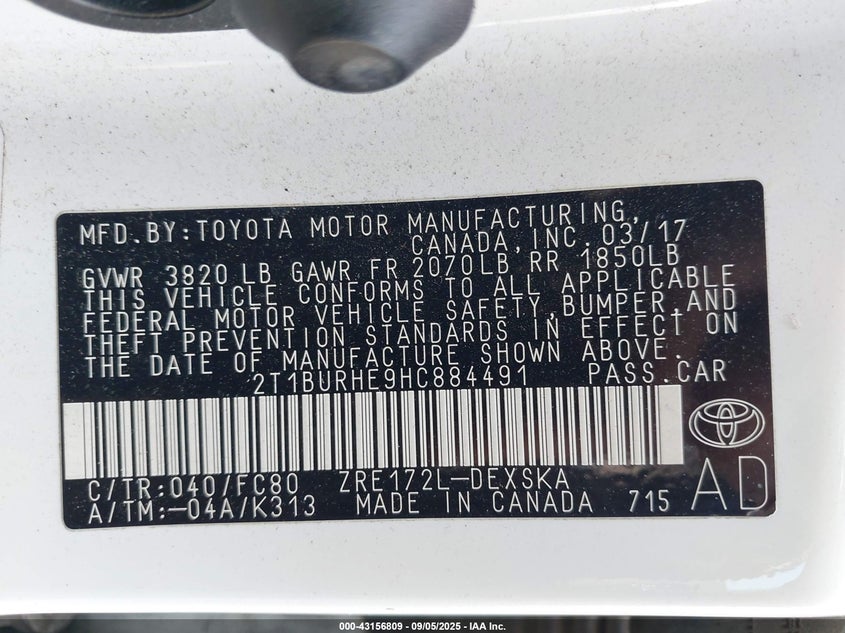 MFD.BY:TOYOTA MOTOR MANUFACTURING,
CANADA,INC. 03/17
GVWR 3820 LB GAWR FR 2070LB RR 1850LB
THIS VEHICLE CONFORMS TO ALL APPLICABLE
FEDERAL MOTOR VEHICLE SAFETY,BUMPER,AND
THEFT PREVENTION STANDARDS IN EFFECT ON
THE DATE OF MANUFACTURE SHOWN ABOVE.
2T1BURHE9HC884491 PASS.CAR
C/TR:040/FC80 ZRE172L-DEXSKA
A/TM:-04A/K313 MADE IN CANADA 715
AD
000-43156809 - 09/05/2025 - IAA Inc.